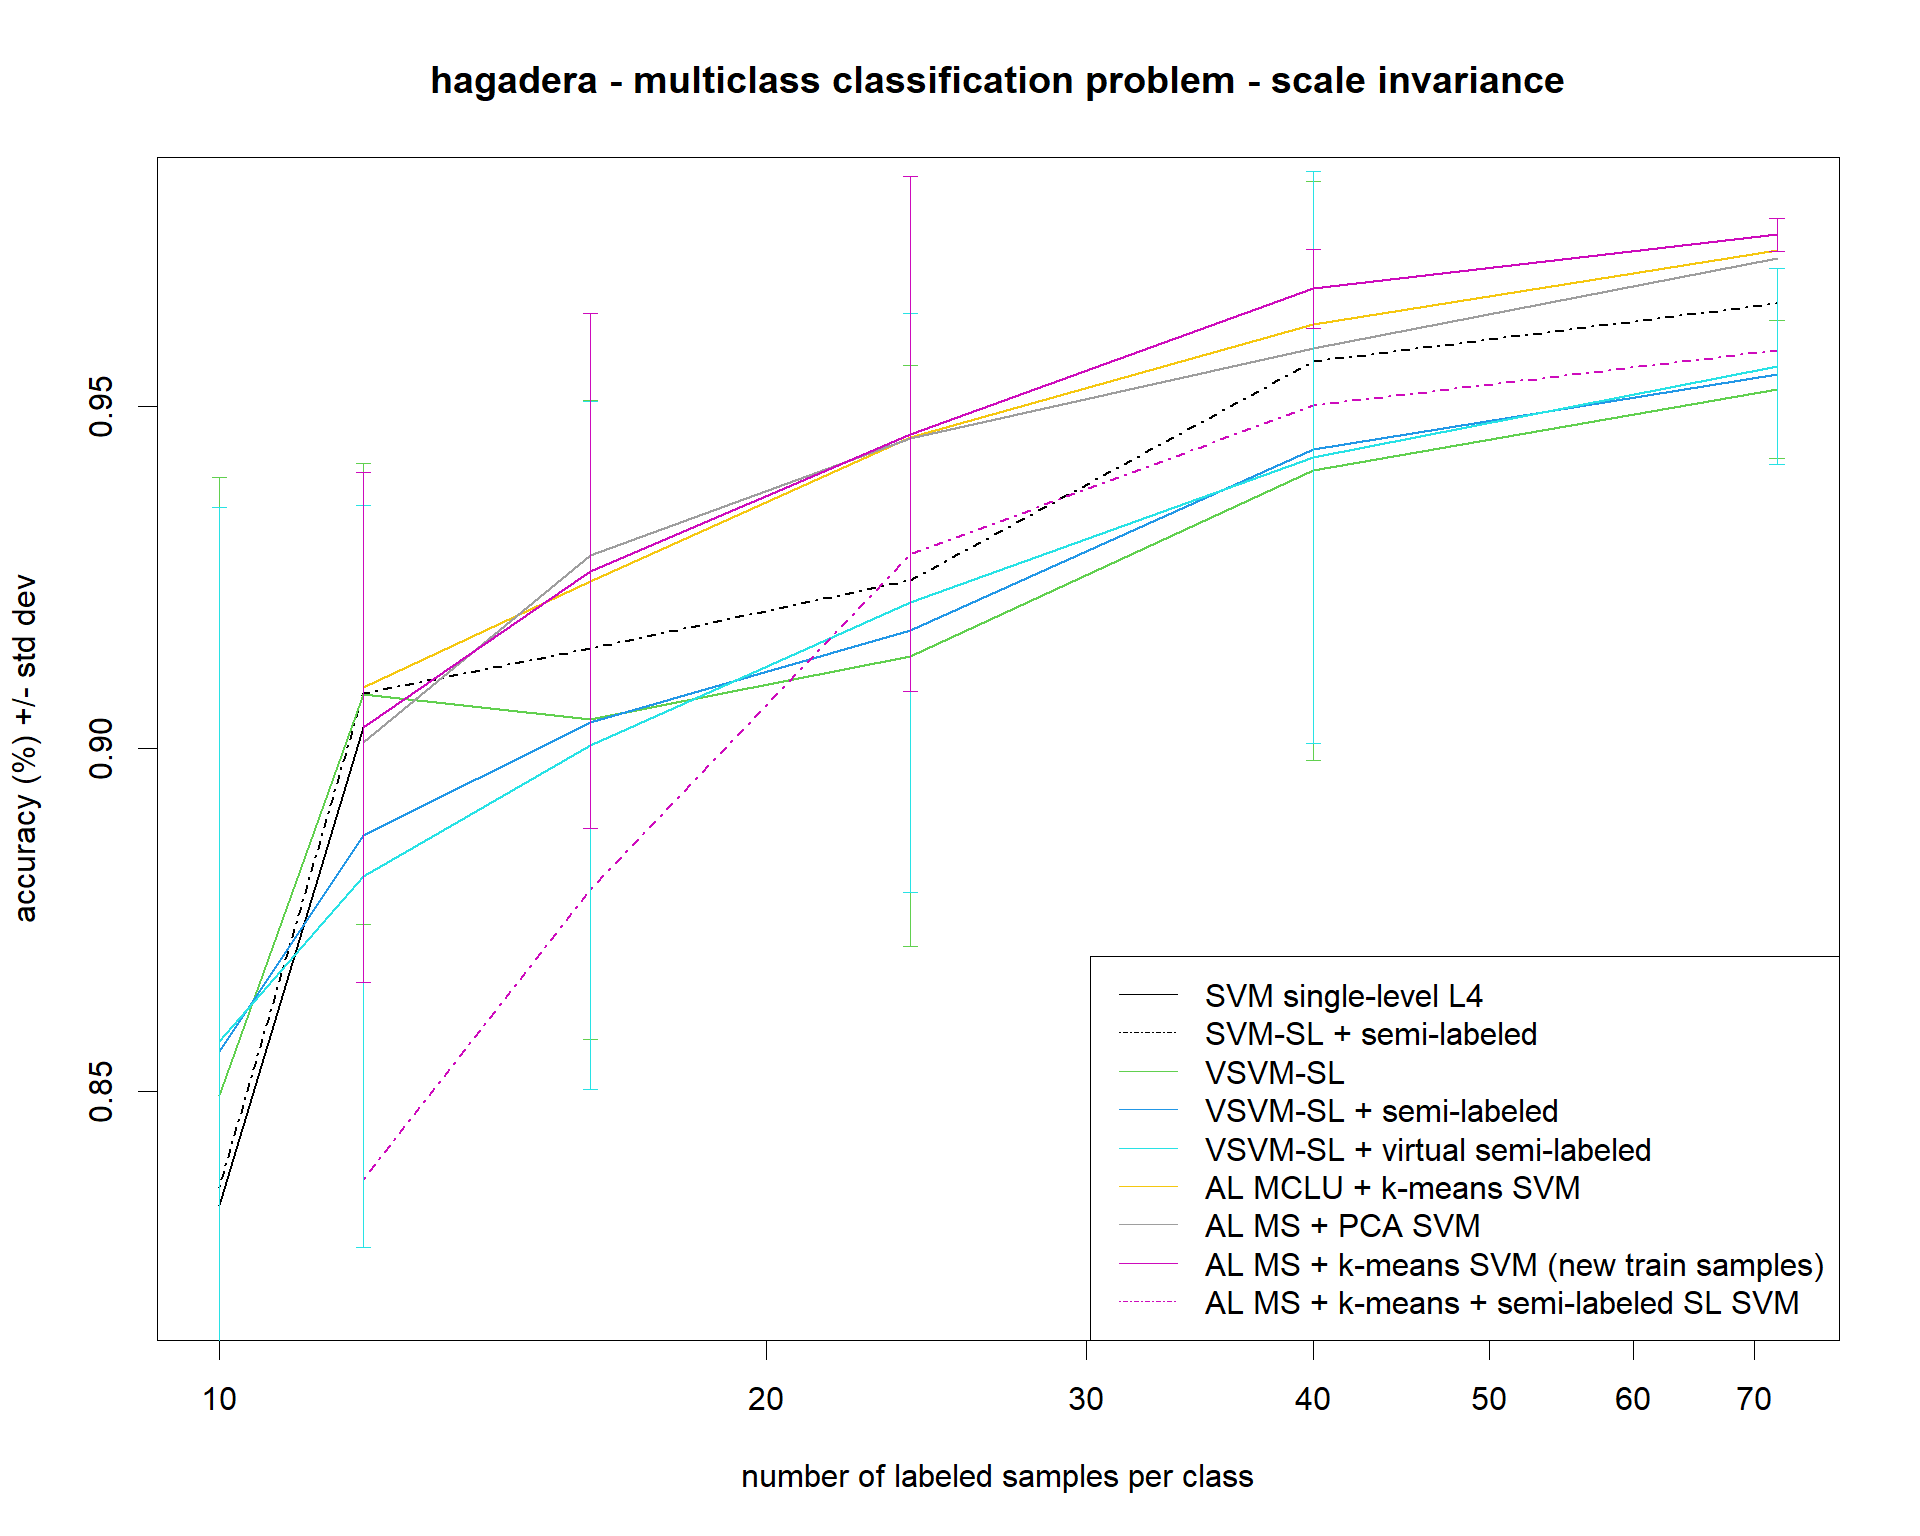 hagadera - multiclass classification problem - scale invariance
accuracy (%) +/- std dev
0.95
0.90
0.85
SVM single-level L4
SVM-SL + semi-labeled
VSVM-SL
VSVM-SL + semi-labeled
VSVM-SL + virtual semi-labeled
AL MCLU + k-means SVM
AL MS + PCA SVM
AL MS + k-means SVM (new train samples)
AL MS + k-means + semi-labeled SL SVM
10 20 30 40 50 60 70
number of labeled samples per class